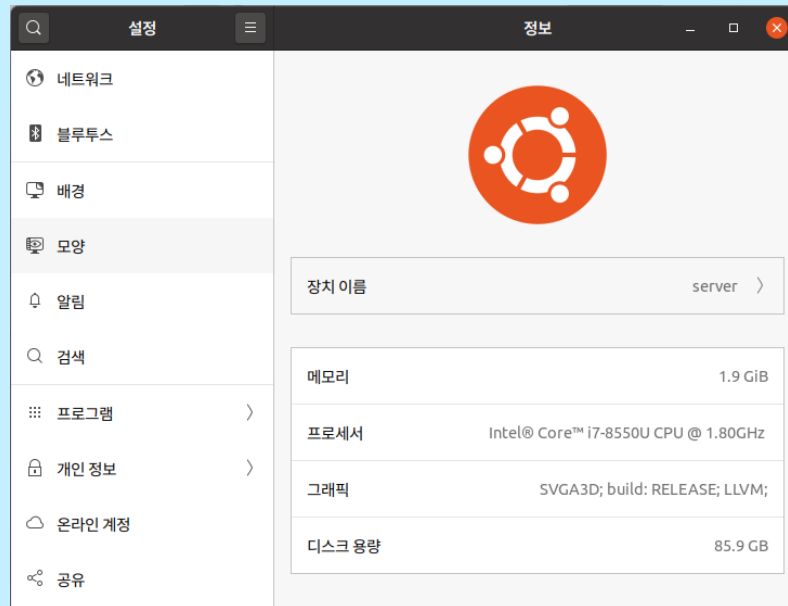 설정
정보
네트워크
블루투스
배경
모양
알림
검색
프로그램
개인 정보
온라인 계정
공유
장치 이름 server
메모리 1.9 GiB
프로세서 Intel® Core™ i7-8550U CPU @ 1.80GHz
그래픽 SVGA3D; build: RELEASE; LLVM;
디스크 용량 85.9 GB